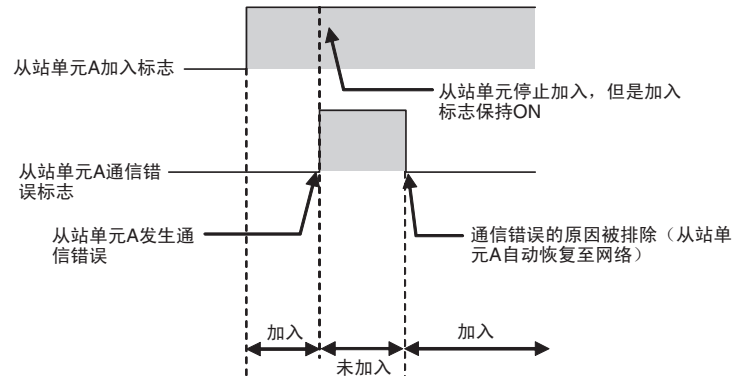 从站单元A加入标志
从站单元停止加入，但是加入
标志保持ON
从站单元A通信错
误标志
从站单元A发生通
信错误
通信错误的原因被排除（从站单
元A自动恢复至网络）
加入
未加入
加入